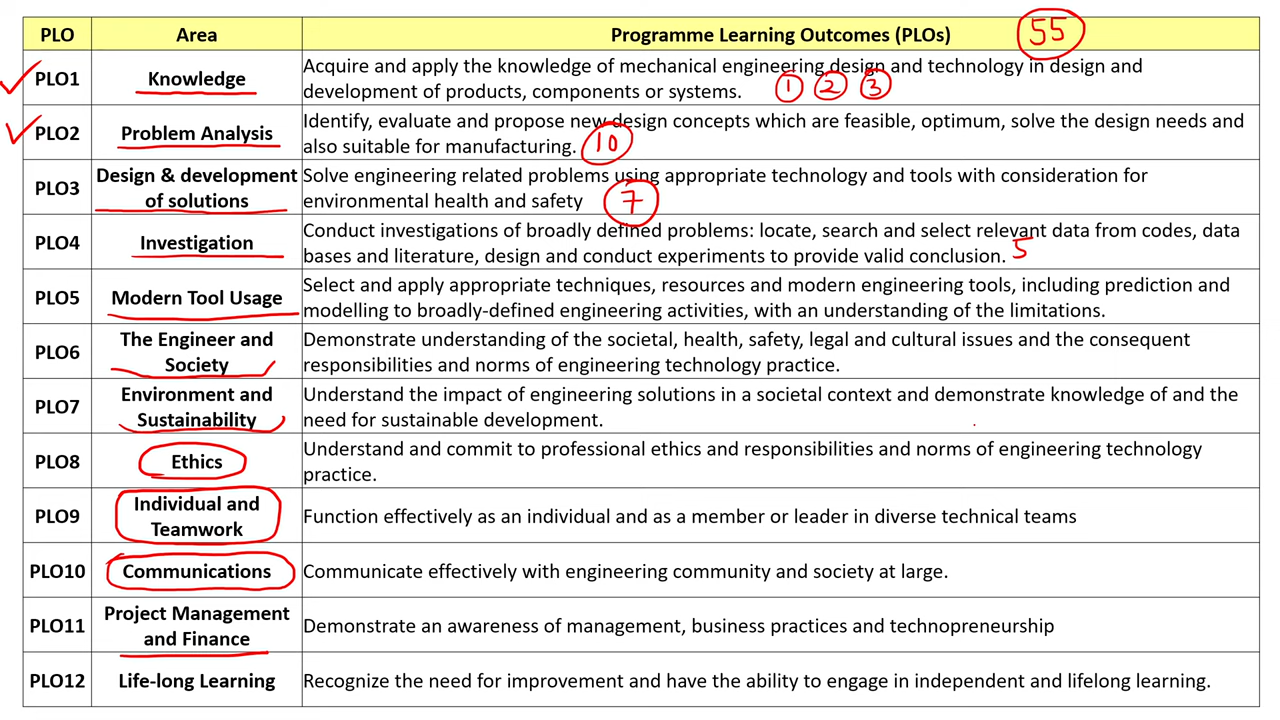 PLO Area Programme Learning Outcomes (PLOs) 55
PLO1 Knowledge Acquire and apply the knowledge of mechanical engineering design and technology in design and
development of products, components or systems. 1 2 3
PLO2 Problem Analysis Identify, evaluate and propose new design concepts which are feasible, optimum, solve the design needs and
also suitable for manufacturing. 10
PLO3 Design & development
of solutions
Solve engineering related problems using appropriate technology and tools with consideration for
environmental health and safety 7
PLO4 Investigation Conduct investigations of broadly defined problems: locate, search and select relevant data from codes, data
bases and literature, design and conduct experiments to provide valid conclusion. 5
PLO5 Modern Tool Usage Select and apply appropriate techniques, resources and modern engineering tools, including prediction and
modelling to broadly-defined engineering activities, with an understanding of the limitations.
PLO6 The Engineer and
Society
Demonstrate understanding of the societal, health, safety, legal and cultural issues and the consequent
responsibilities and norms of engineering technology practice.
PLO7 Environment and
Sustainability
Understand the impact of engineering solutions in a societal context and demonstrate knowledge of and the
need for sustainable development.
PLO8 Ethics Understand and commit to professional ethics and responsibilities and norms of engineering technology
practice.
PLO9 Individual and
Teamwork
Function effectively as an individual and as a member or leader in diverse technical teams
PLO10 Communications Communicate effectively with engineering community and society at large.
PLO11 Project Management
and Finance
Demonstrate an awareness of management, business practices and technopreneurship
PLO12 Life-long Learning Recognize the need for improvement and have the ability to engage in independent and lifelong learning.